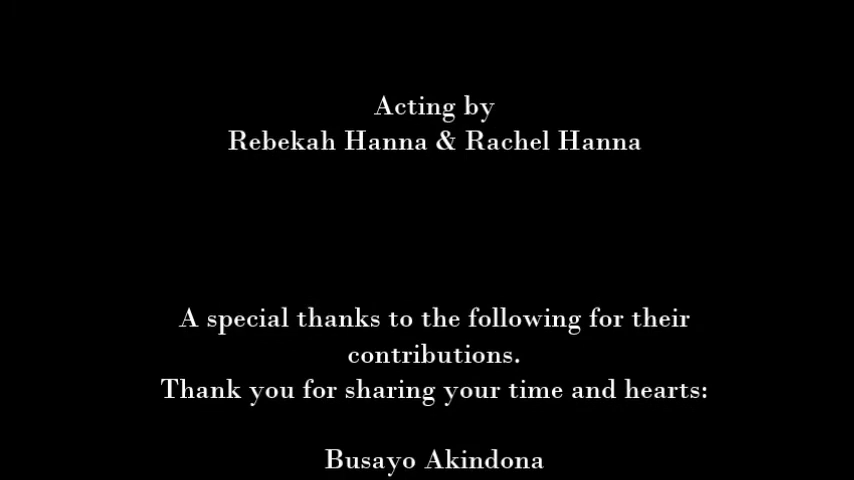 Acting by
Rebekah Hanna & Rachel Hanna
A special thanks to the following for their
contributions.
Thank you for sharing your time and hearts:
Busayo Akindona